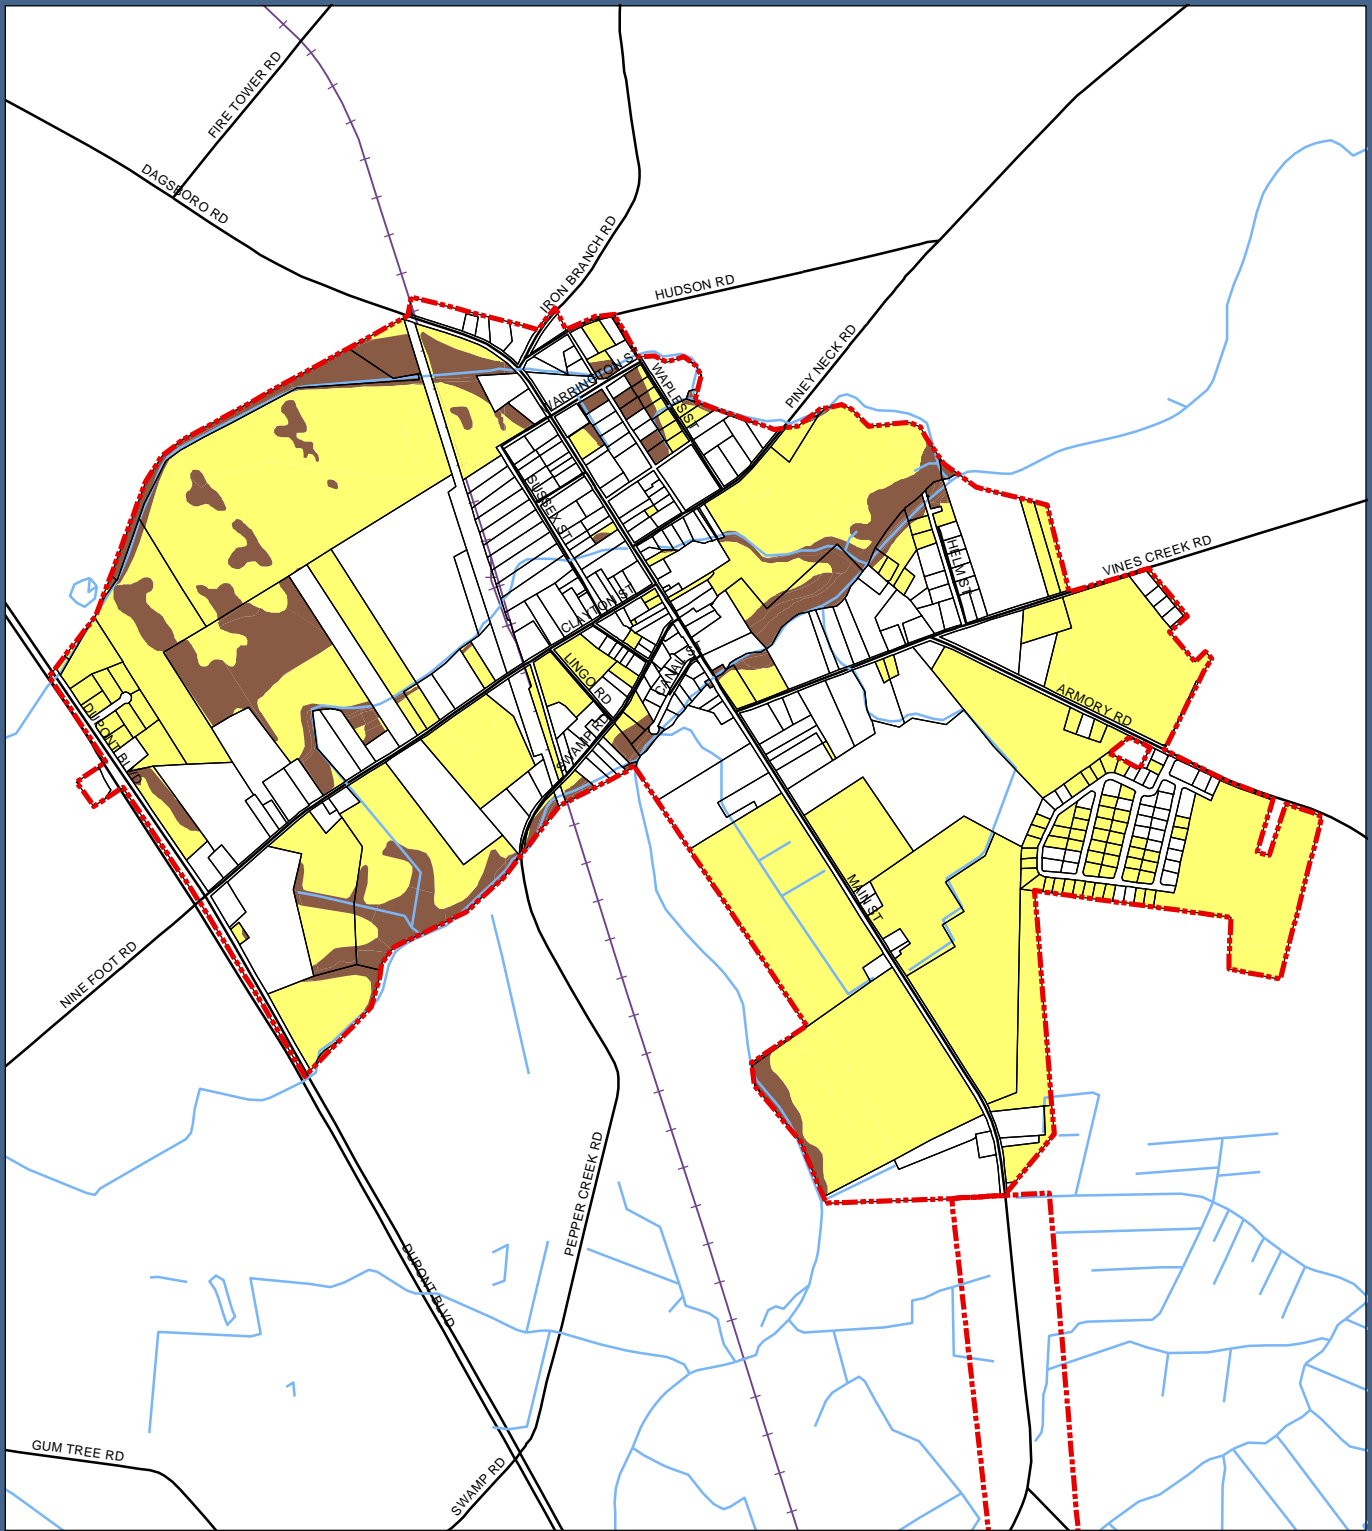 FIRE TOWER RD
DAGSBORO RD
IRON BRANCH RD
HUDSON RD
PINEY NECK RD
WARRINGTON ST
WAPLES ST
SUSSEX ST
HELM ST
VINES CREEK RD
CLAYTON ST
LINGO RD
CANAL ST
SWAMP RD
DUPONT BLVD
ARMORY RD
MAIN ST
NINE FOOT RD
PEPPER CREEK RD
DUPONT BLVD
GUM TREE RD
SWAMP RD